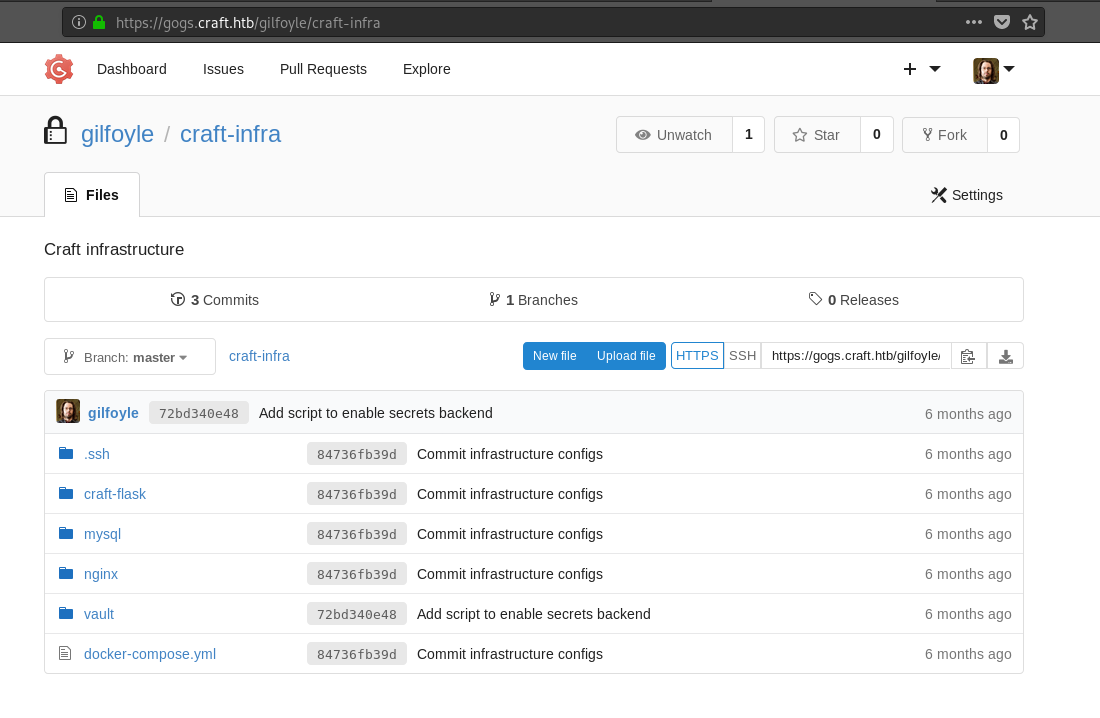 https://gogs.craft.htb/gilfoyle/craft-infra
Dashboard Issues Pull Requests Explore
gilfoyle / craft-infra
Unwatch 1 Star 0 Fork 0
Files Settings
Craft infrastructure
3 Commits 1 Branches 0 Releases
Branch: master craft-infra New file Upload file HTTPS SSH https://gogs.craft.htb/gilfoyle/
gilfoyle 72bd340e48 Add script to enable secrets backend 6 months ago
.ssh 84736fb39d Commit infrastructure configs 6 months ago
craft-flask 84736fb39d Commit infrastructure configs 6 months ago
mysql 84736fb39d Commit infrastructure configs 6 months ago
nginx 84736fb39d Commit infrastructure configs 6 months ago
vault 72bd340e48 Add script to enable secrets backend 6 months ago
docker-compose.yml 84736fb39d Commit infrastructure configs 6 months ago